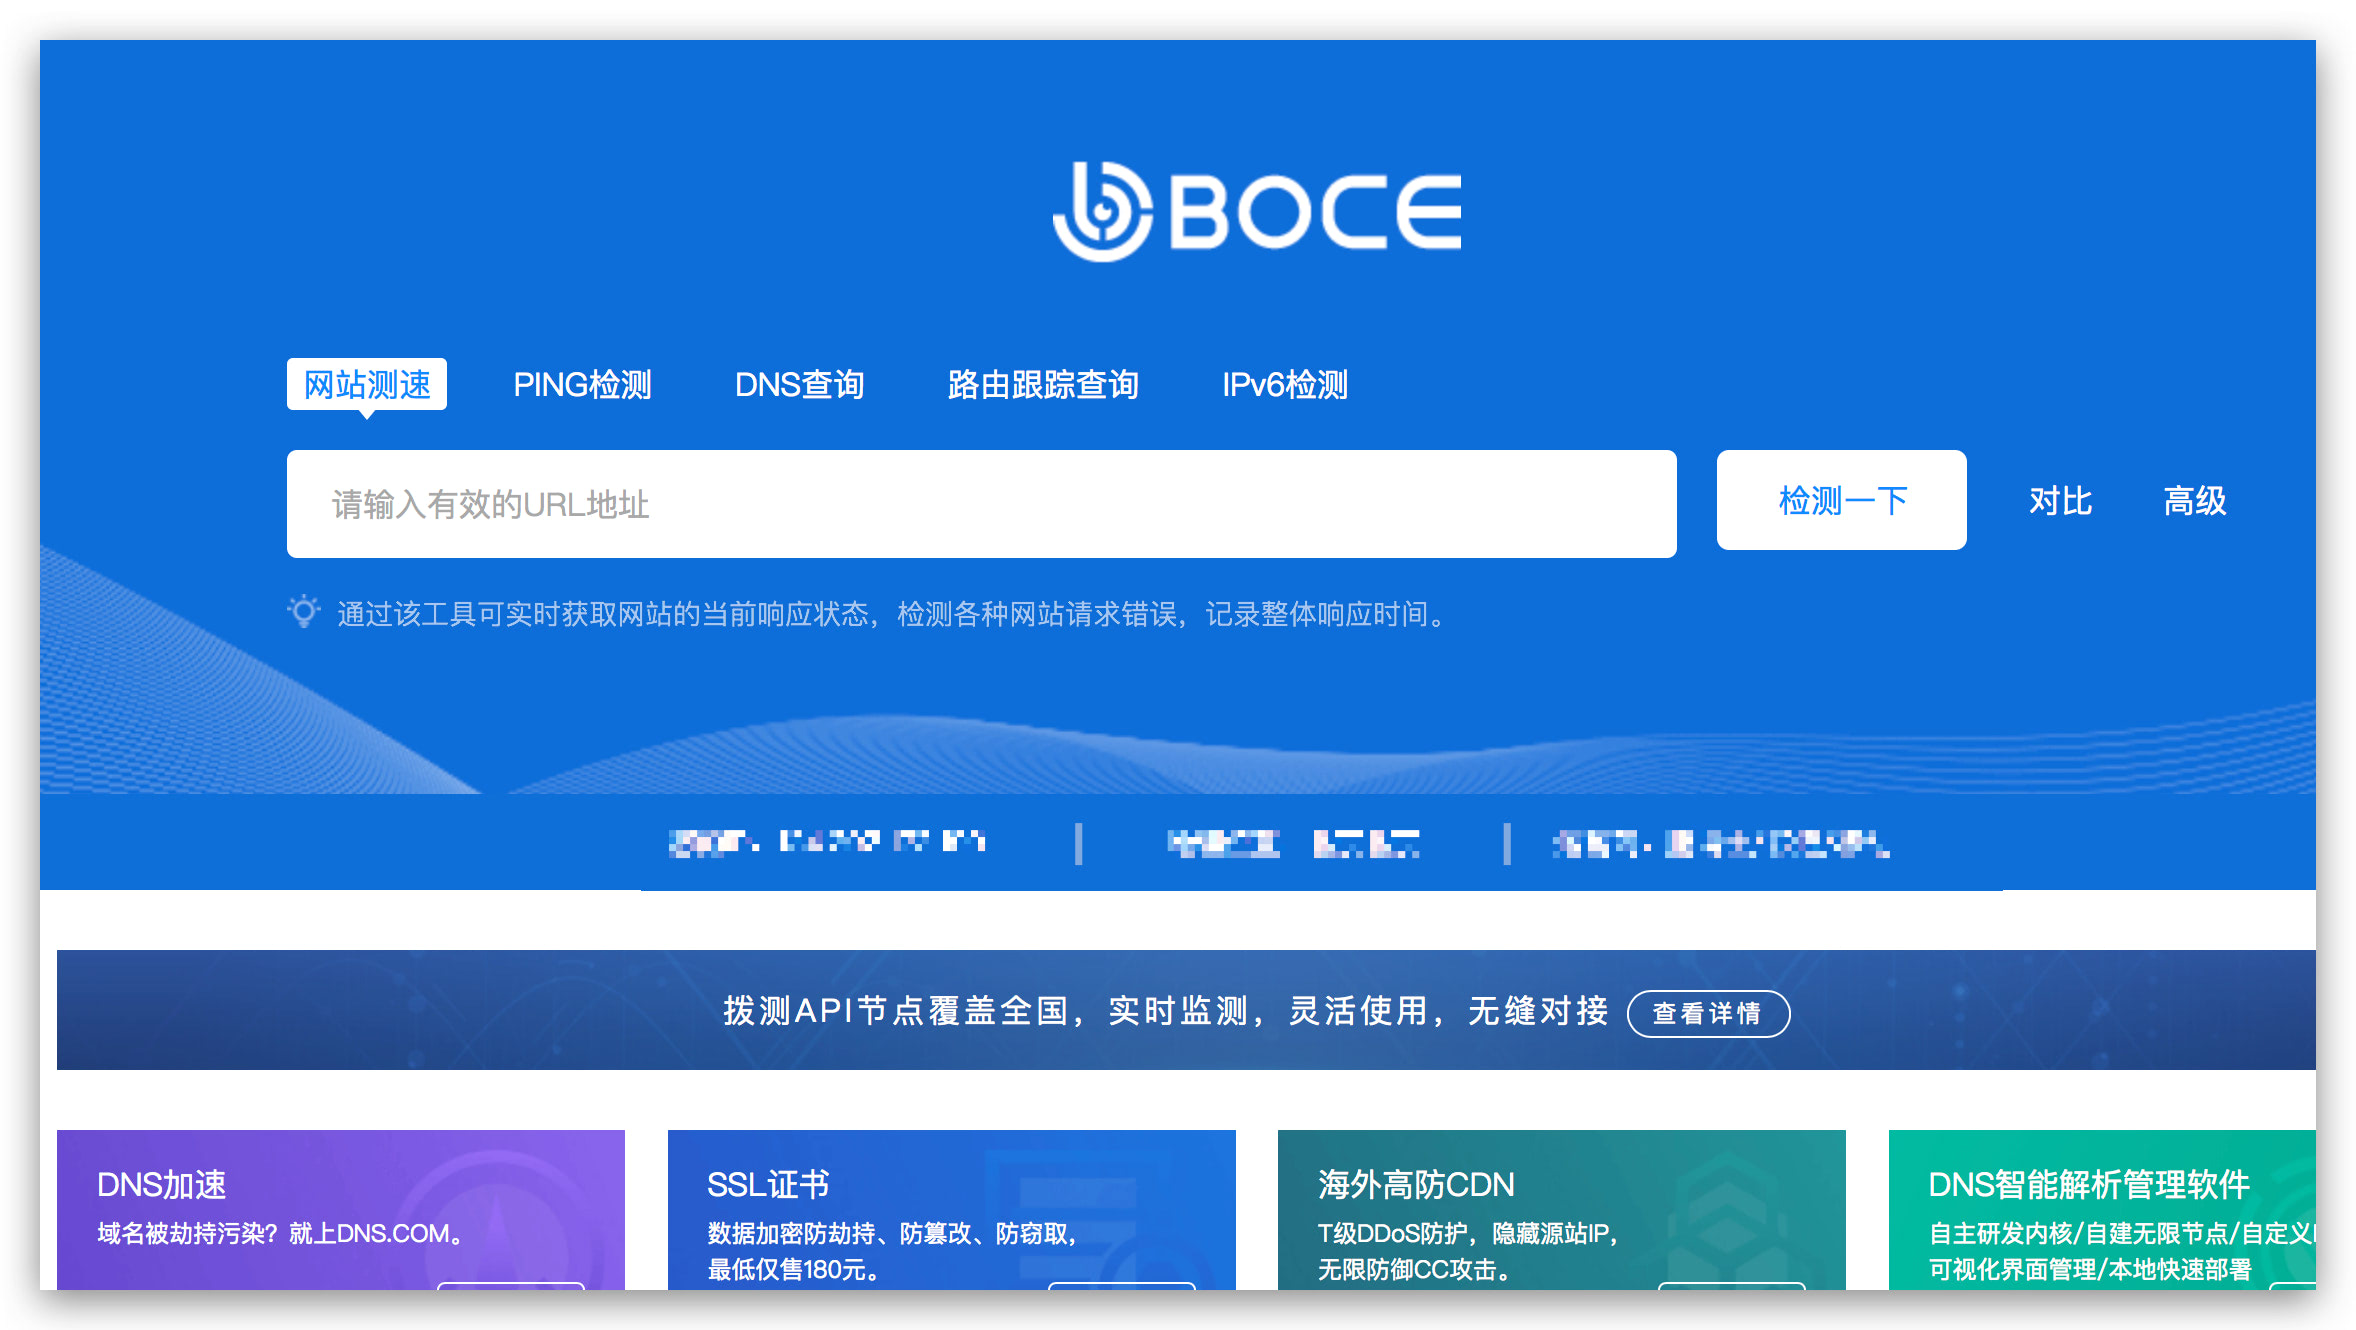 BOCE
网站测速 PING检测 DNS查询 路由跟踪查询 IPv6检测
请输入有效的URL地址 检测一下 对比 高级
通过该工具可实时获取网站的当前响应状态，检测各种网站请求错误，记录整体响应时间。
拨测API节点覆盖全国，实时监测，灵活使用，无缝对接 查看详情
DNS加速
域名被劫持污染？就上DNS.COM。
SSL证书
数据加密防劫持、防篡改、防窃取，
最低仅售180元。
海外高防CDN
T级DDoS防护，隐藏源站IP，
无限防御CC攻击。
DNS智能解析管理软件
自主研发内核/自建无限节点/自定义
可视化界面管理/本地快速部署